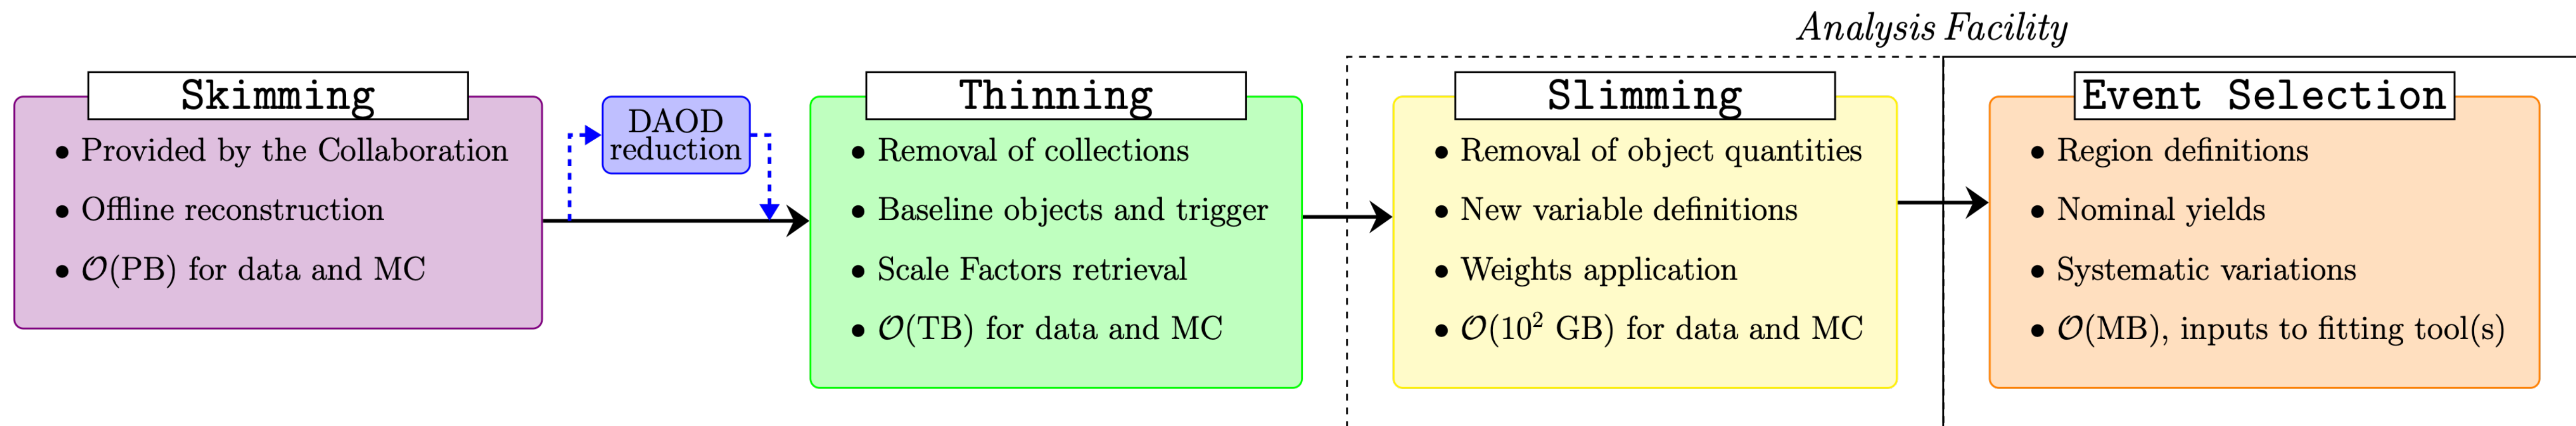 Analysis Facility
Skimming
• Provided by the Collaboration
• Offline reconstruction
• 𝒪(PB) for data and MC
DAOD
reduction
Thinning
• Removal of collections
• Baseline objects and trigger
• Scale Factors retrieval
• 𝒪(TB) for data and MC
Slimming
• Removal of object quantities
• New variable definitions
• Weights application
• 𝒪(10² GB) for data and MC
Event Selection
• Region definitions
• Nominal yields
• Systematic variations
• 𝒪(MB), inputs to fitting tool(s)